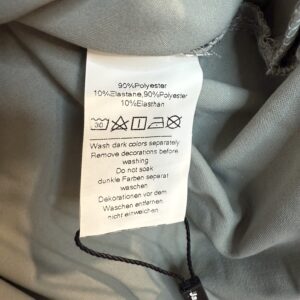 90%Polyester
10%Elastane,90%Polyester
10%Elasthan
30
Wash dark colors separately
Remove decorations before
washing
Do not soak
dunkle Farben separat
waschen
Dekorationen vor dem
Waschen entfernen
nicht einweichen